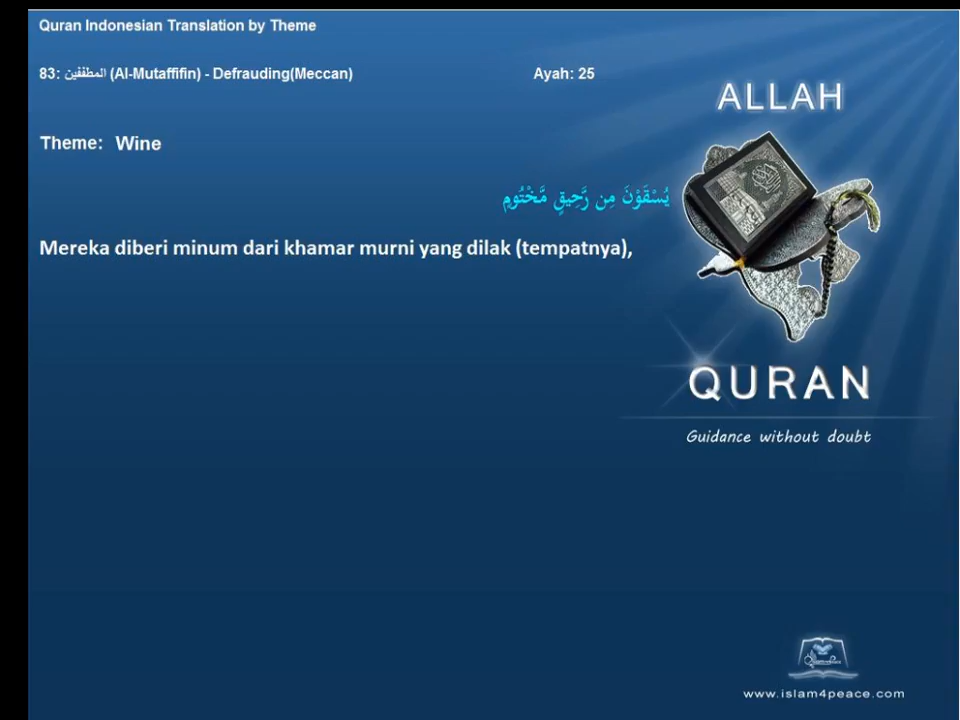 Quran Indonesian Translation by Theme
83: المطففين (Al-Mutaffifin) - Defrauding(Meccan) Ayah: 25
ALLAH
Theme: Wine
يُسْقَوْنَ مِن رَّحِيقٍ مَّخْتُومٍ
Mereka diberi minum dari khamar murni yang dilak (tempatnya),
QURAN
Guidance without doubt
www.islam4peace.com